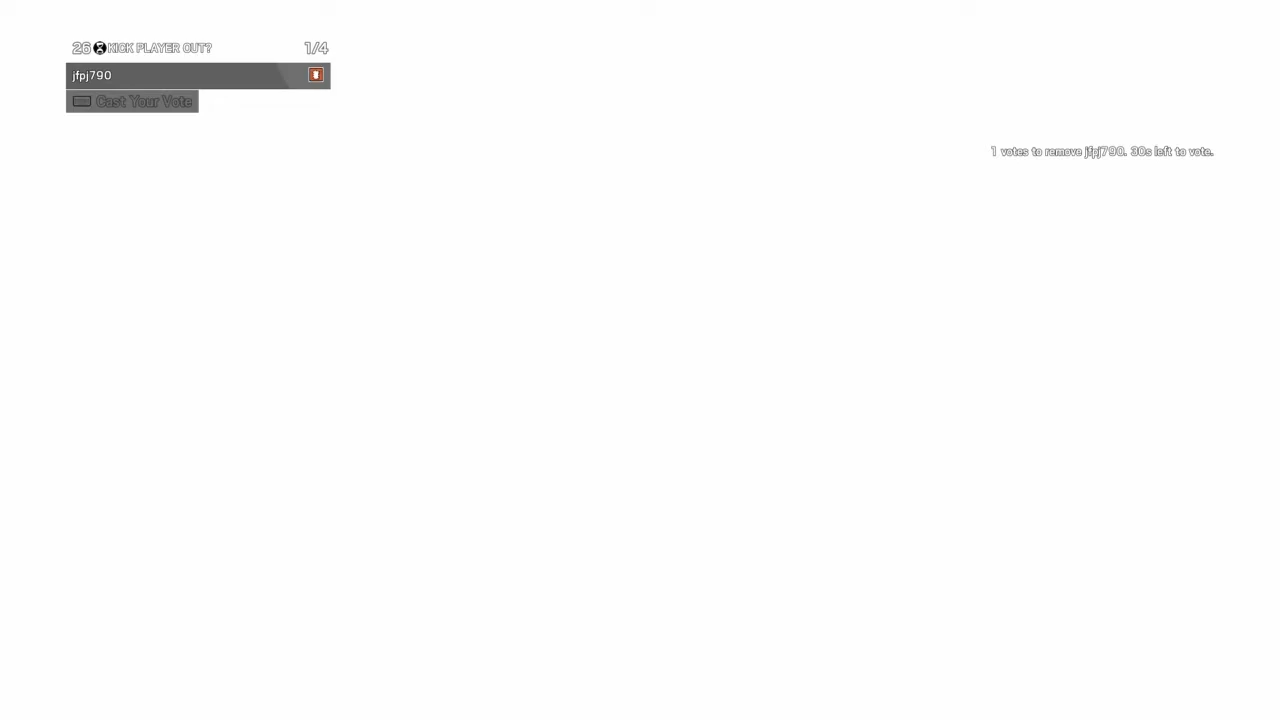 26 KICK PLAYER OUT? 1/4
jfpj790
Cast Your Vote
1 votes to remove jfpj790. 30s left to vote.